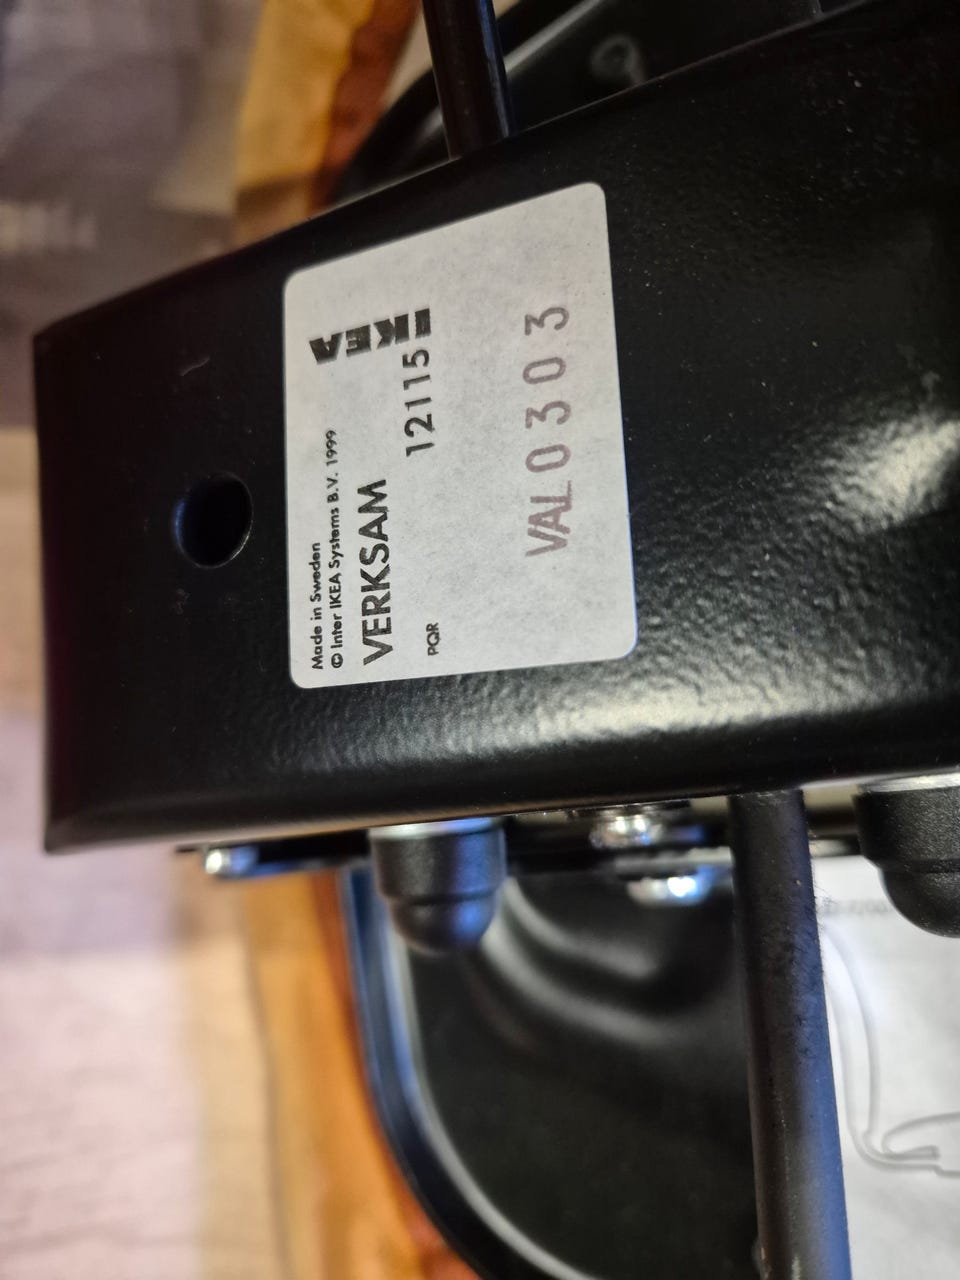 Made in Sweden
© Inter IKEA Systems B.V. 1999
IKEA
VERKSAM
12115
PQR
VAL0303